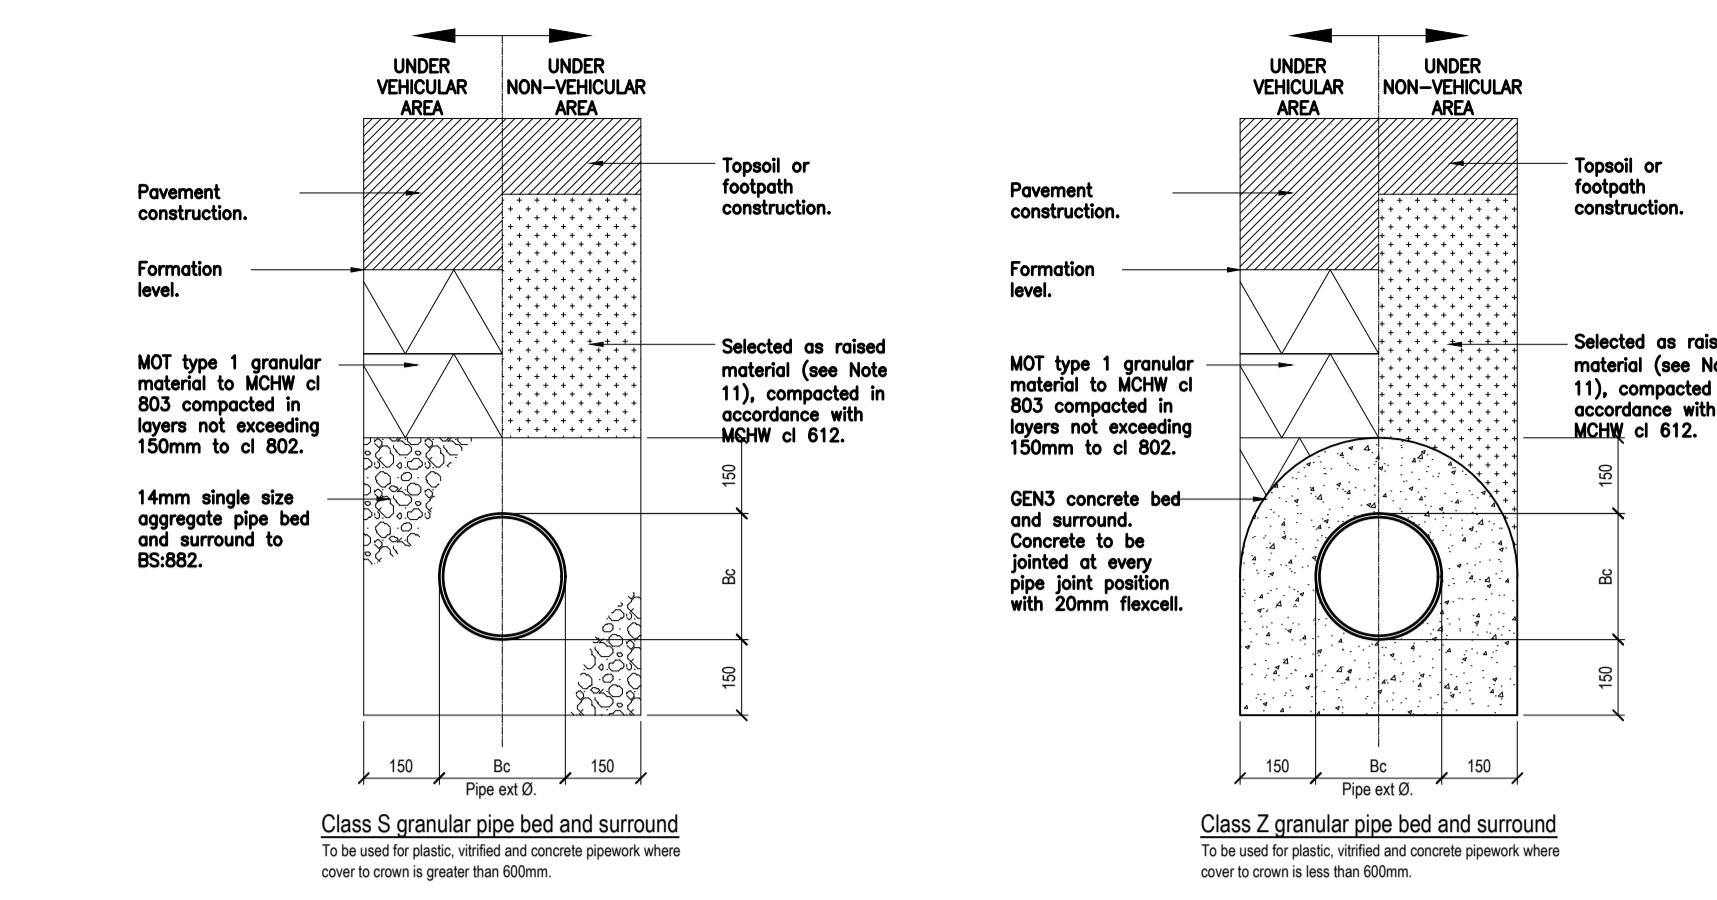 UNDER
VEHICULAR
AREA
UNDER
NON-VEHICULAR
AREA
Pavement
construction.
Topsoil or
footpath
construction.
Formation
level.
MOT type 1 granular
material to MCHW cl
803 compacted in
layers not exceeding
150mm to cl 802.
Selected as raised
material (see Note
11), compacted in
accordance with
MCHW cl 612.
14mm single size
aggregate pipe bed
and surround to
BS:882.
150
Bc
150
150
Bc
150
Pipe ext Ø.
Class S granular pipe bed and surround
To be used for plastic, vitrified and concrete pipework where
cover to crown is greater than 600mm.
UNDER
VEHICULAR
AREA
UNDER
NON-VEHICULAR
AREA
Pavement
construction.
Topsoil or
footpath
construction.
Formation
level.
MOT type 1 granular
material to MCHW cl
803 compacted in
layers not exceeding
150mm to cl 802.
Selected as rais
material (see
11), compacted
accordance with
MCHW cl 612.
GEN3 concrete bed
and surround.
Concrete to be
jointed at every
pipe joint position
with 20mm flexcell.
150
Bc
150
150
Bc
150
Pipe ext Ø.
Class Z granular pipe bed and surround
To be used for plastic, vitrified and concrete pipework where
cover to crown is less than 600mm.